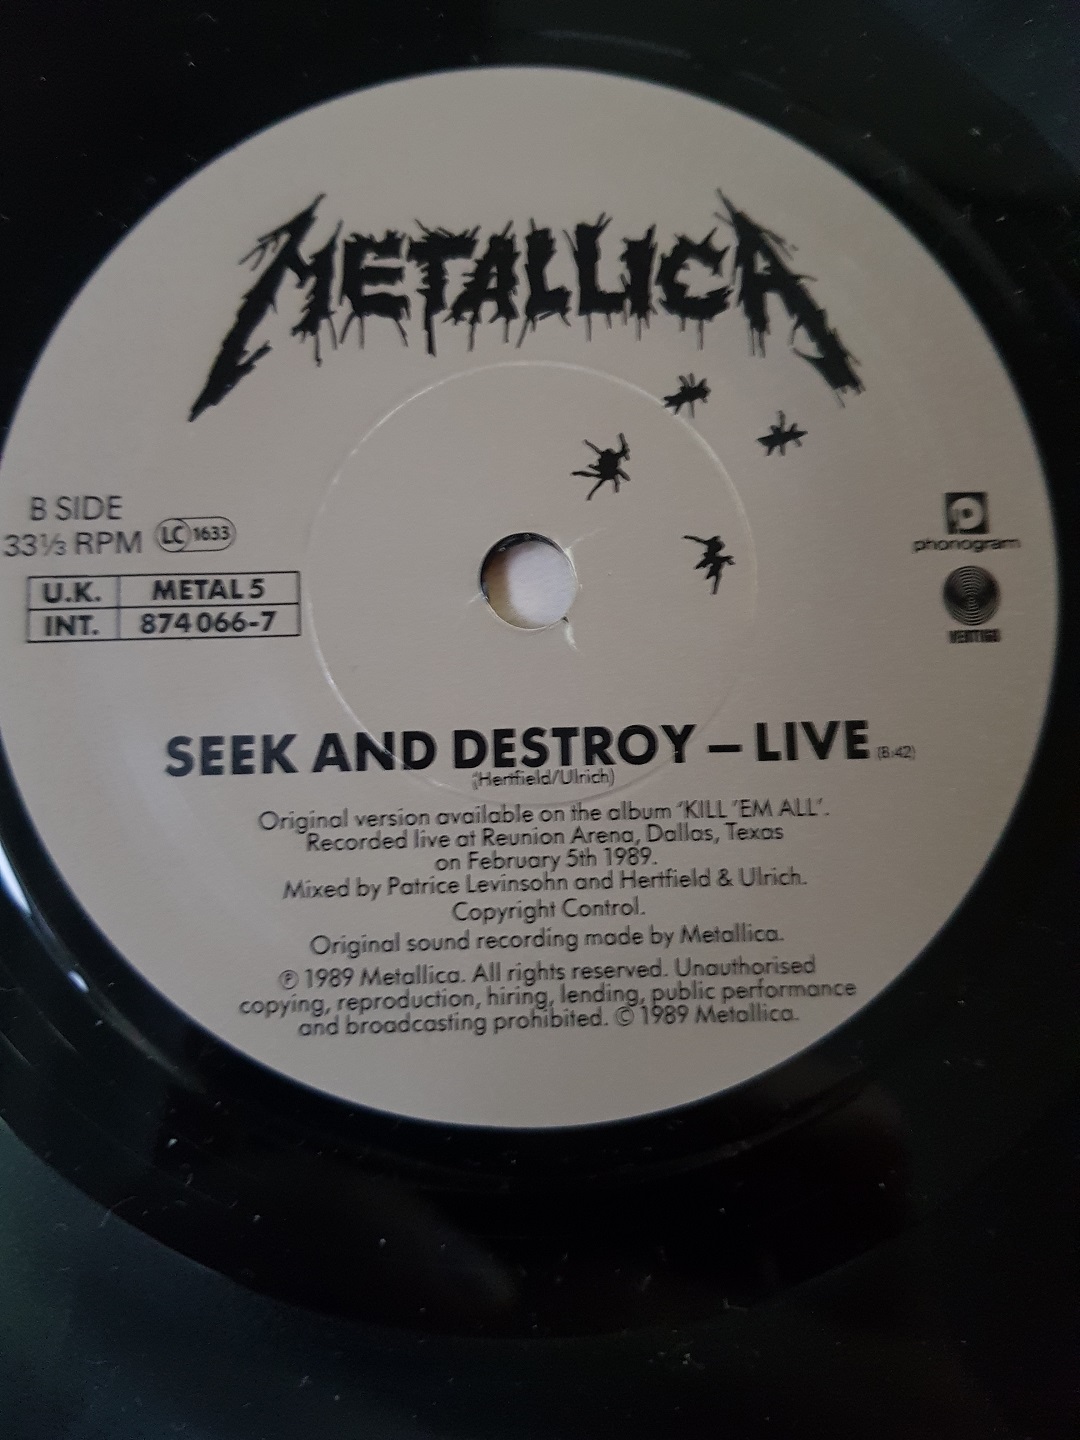 METALLICA
B SIDE
33⅓ RPM LC 1633
U.K. METAL 5
INT. 874 066-7
phonogram
VERTIGO
SEEK AND DESTROY – LIVE (8:42)
(Hertfield/Ulrich)
Original version available on the album 'KILL 'EM ALL'.
Recorded live at Reunion Arena, Dallas, Texas
on February 5th 1989.
Mixed by Patrice Levinsohn and Hertfield & Ulrich.
Copyright Control.
Original sound recording made by Metallica.
℗ 1989 Metallica. All rights reserved. Unauthorised
copying, reproduction, hiring, lending, public performance
and broadcasting prohibited. © 1989 Metallica.